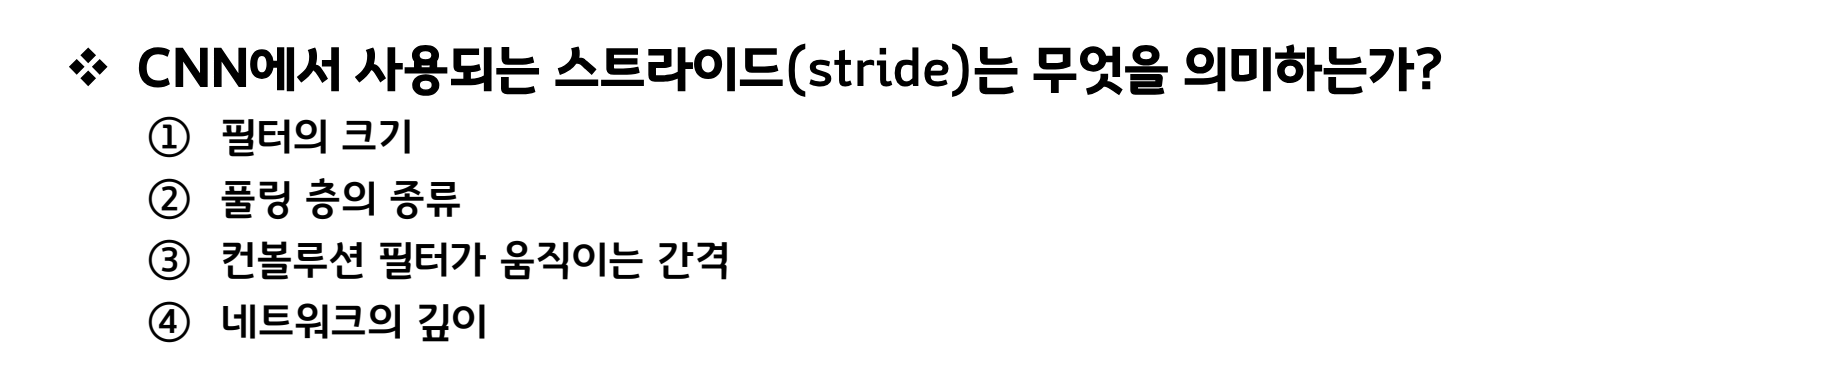 ❖ CNN에서 사용되는 스트라이드(stride)는 무엇을 의미하는가?
① 필터의 크기
② 풀링 층의 종류
③ 컨볼루션 필터가 움직이는 간격
④ 네트워크의 깊이